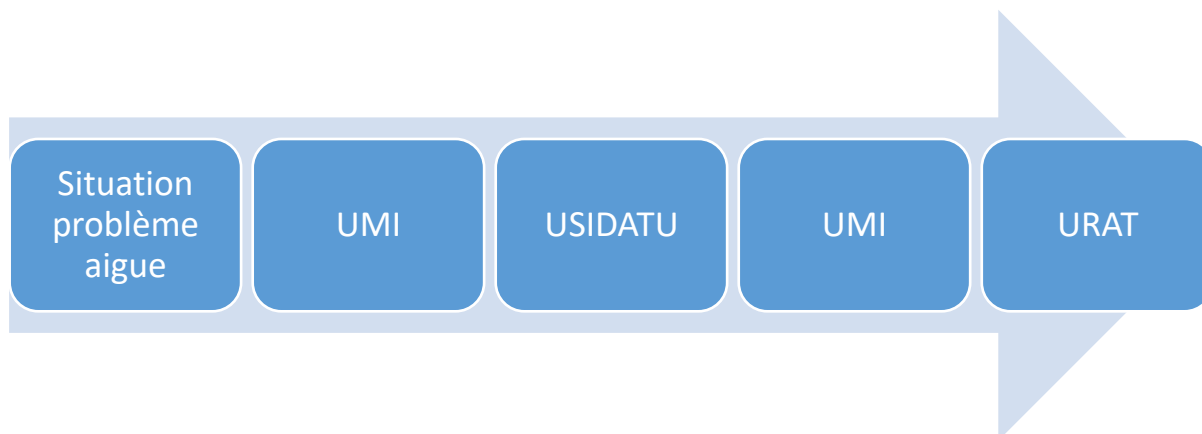 Situation
problème
aigue
UMI
USIDATU
UMI
URAT